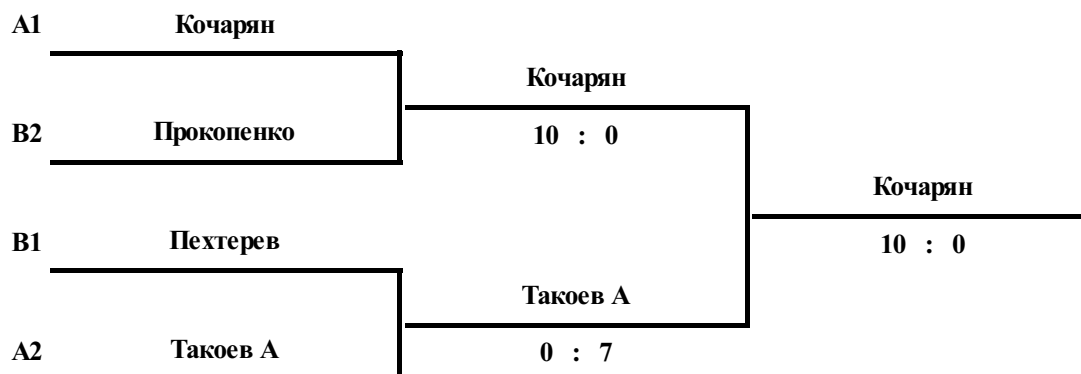 A1 Кочарян
Кочарян
B2 Прокопенко
10 : 0
Кочарян
B1 Пехтерев
10 : 0
Такоев А
A2 Такоев А
0 : 7